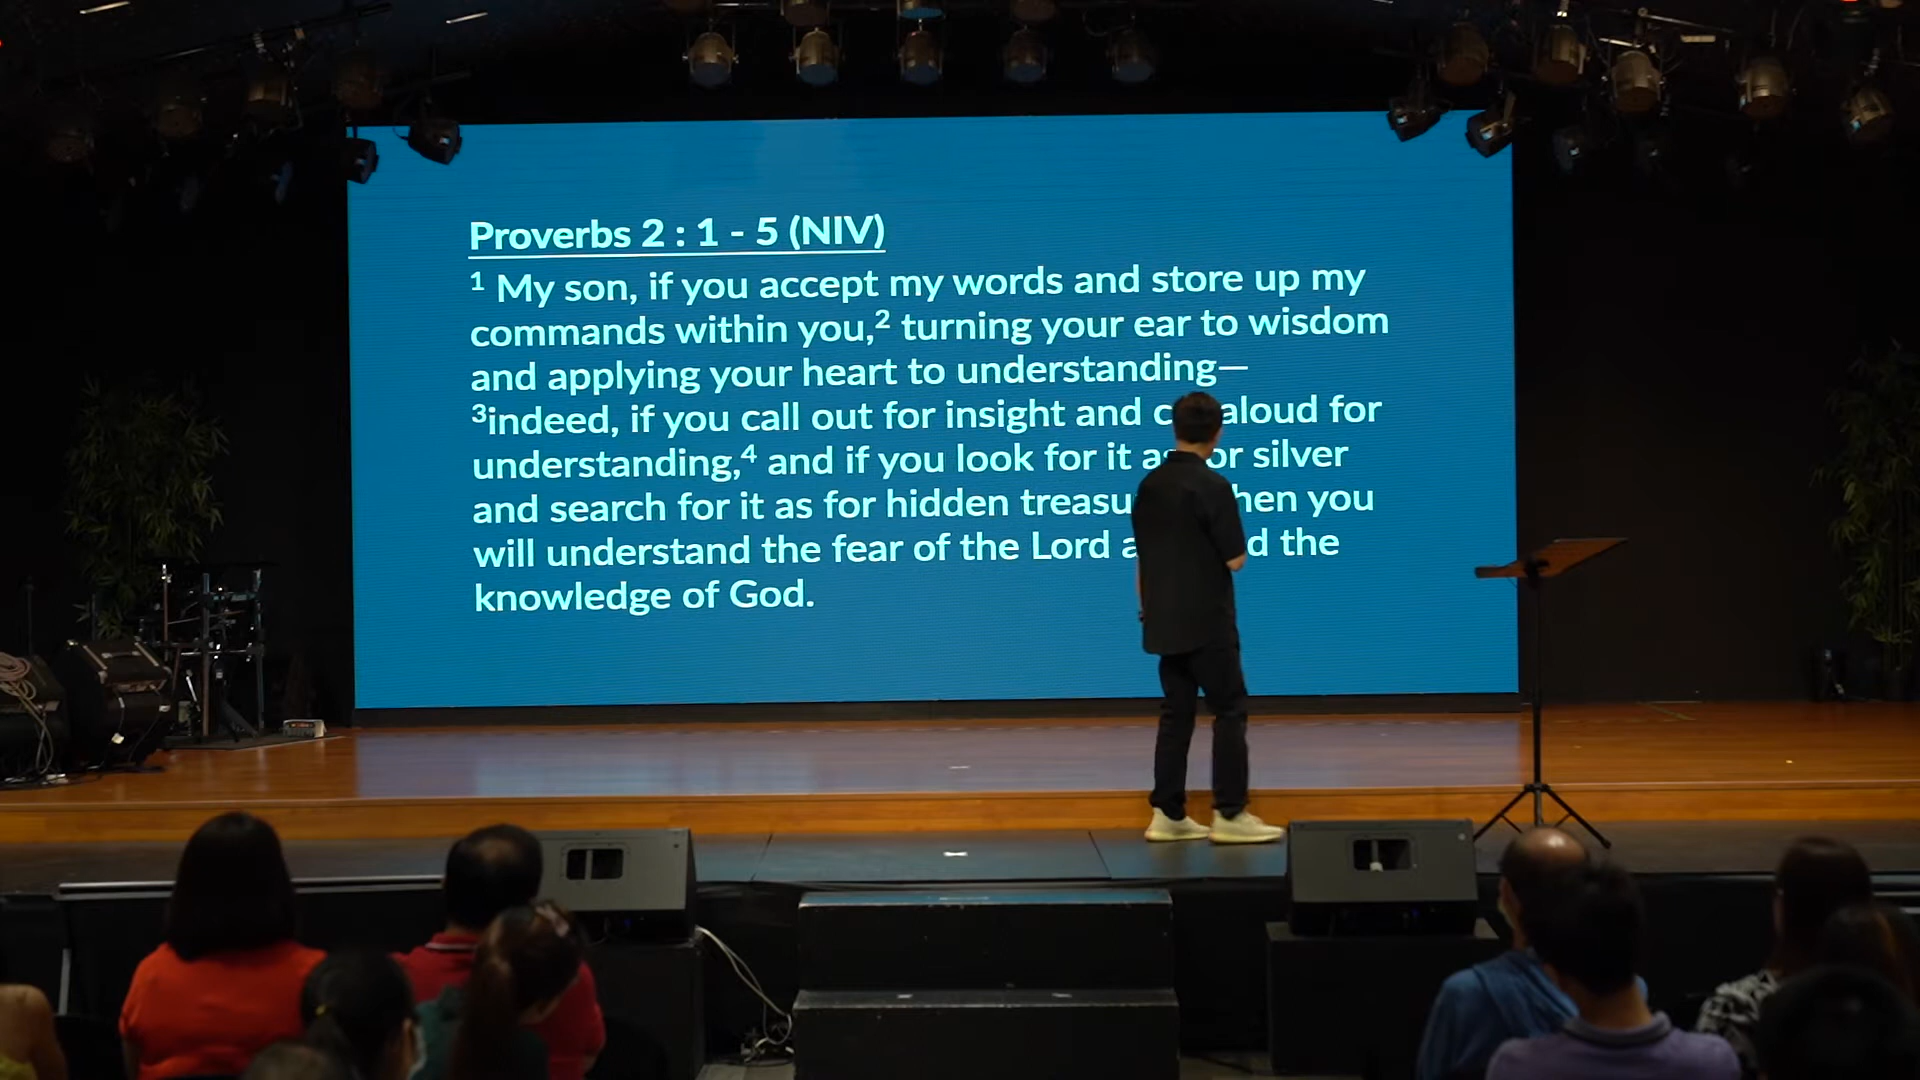 Proverbs 2 : 1 - 5 (NIV)
¹ My son, if you accept my words and store up my
commands within you,² turning your ear to wisdom
and applying your heart to understanding—
³indeed, if you call out for insight and aloud for
understanding,⁴ and if you look for it as for silver
and search for it as for hidden you
will understand the fear of the Lord the
knowledge of God.